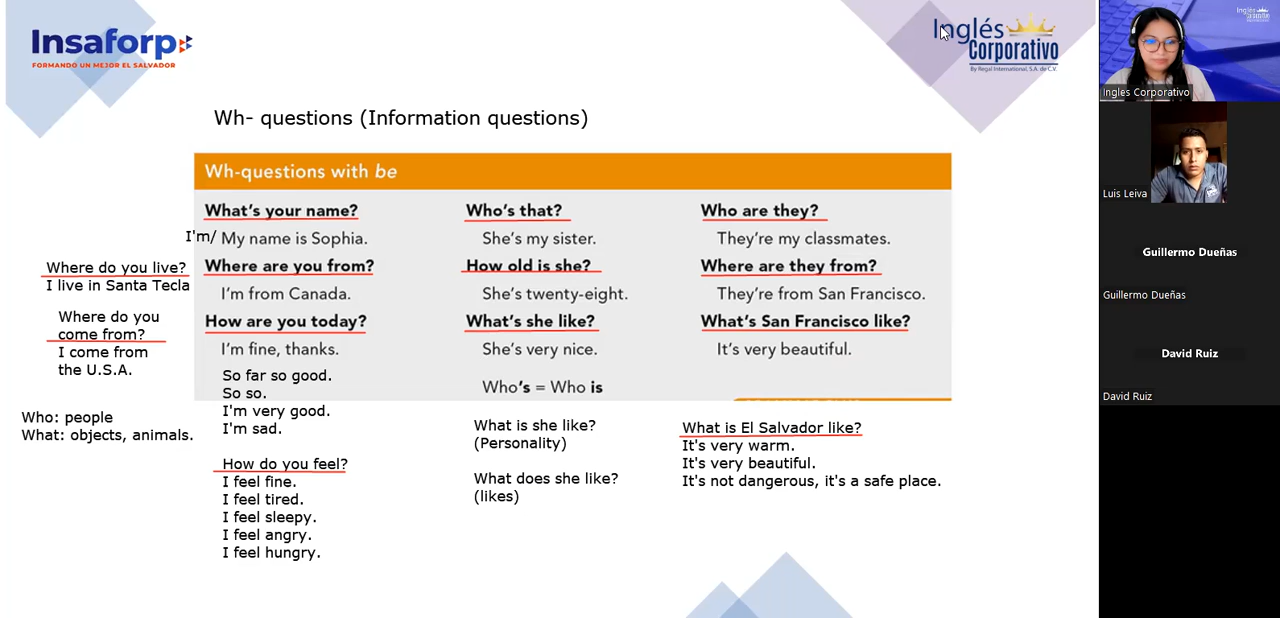 Insaforp
FORMANDO UN MEJOR EL SALVADOR
Inglés
Corporativo
By Regal International, S.A. de C.V.
Wh- questions (Information questions)
Wh-questions with be
What's your name?
I'm/ My name is Sophia.
Where are you from?
I'm from Canada.
How are you today?
I'm fine, thanks.
So far so good.
So so.
I'm very good.
I'm sad.
How do you feel?
I feel fine.
I feel tired.
I feel sleepy.
I feel angry.
I feel hungry.
Where do you live?
I live in Santa Tecla
Where do you
come from?
I come from
the U.S.A.
Who: people
What: objects, animals.
Who's that?
She's my sister.
How old is she?
She's twenty-eight.
What's she like?
She's very nice.
Who's = Who is
What is she like?
(Personality)
What does she like?
(likes)
Who are they?
They're my classmates.
Where are they from?
They're from San Francisco.
What's San Francisco like?
It's very beautiful.
What is El Salvador like?
It's very warm.
It's very beautiful.
It's not dangerous, it's a safe place.
Ingles Corporativo
Luis Leiva
Guillermo Dueñas
Guillermo Dueñas
David Ruiz
David Ruiz